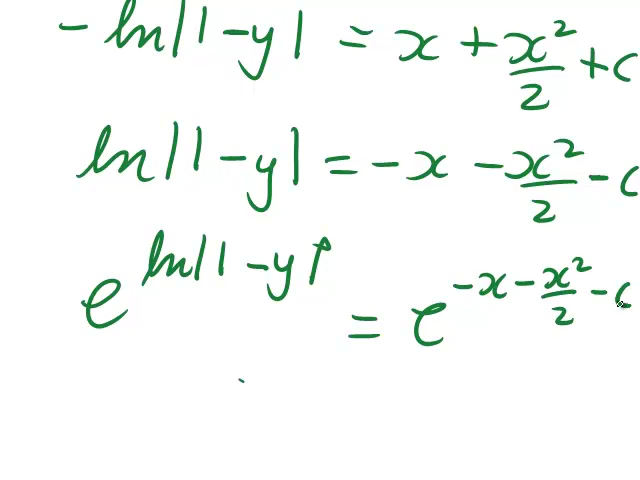 -ln|1-y| = x + x²/2 + c
ln|1-y| = -x - x²/2 - c
e^(ln|1-y|) = e^(-x - x²/2 - c)